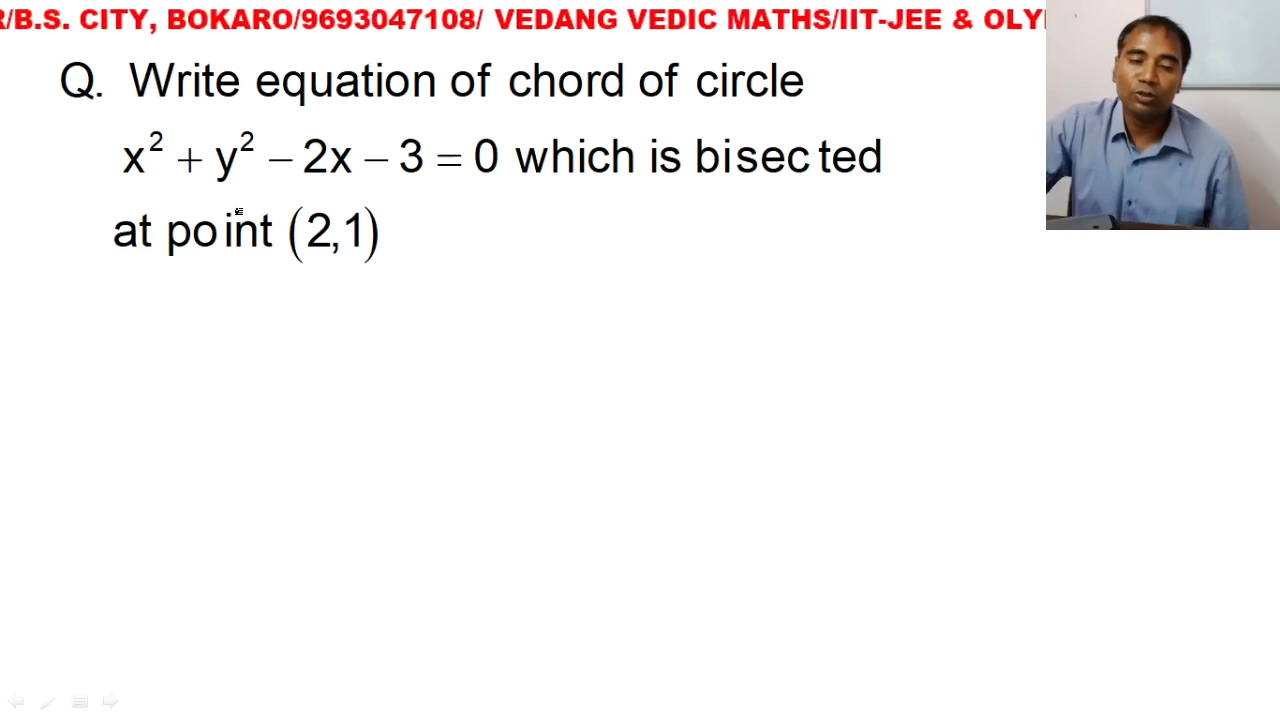 R/B.S. CITY, BOKARO/9693047108/ VEDANG VEDIC MATHS/IIT-JEE & OLY
Q. Write equation of chord of circle
x² + y² − 2x − 3 = 0 which is bisected
at point (2,1)